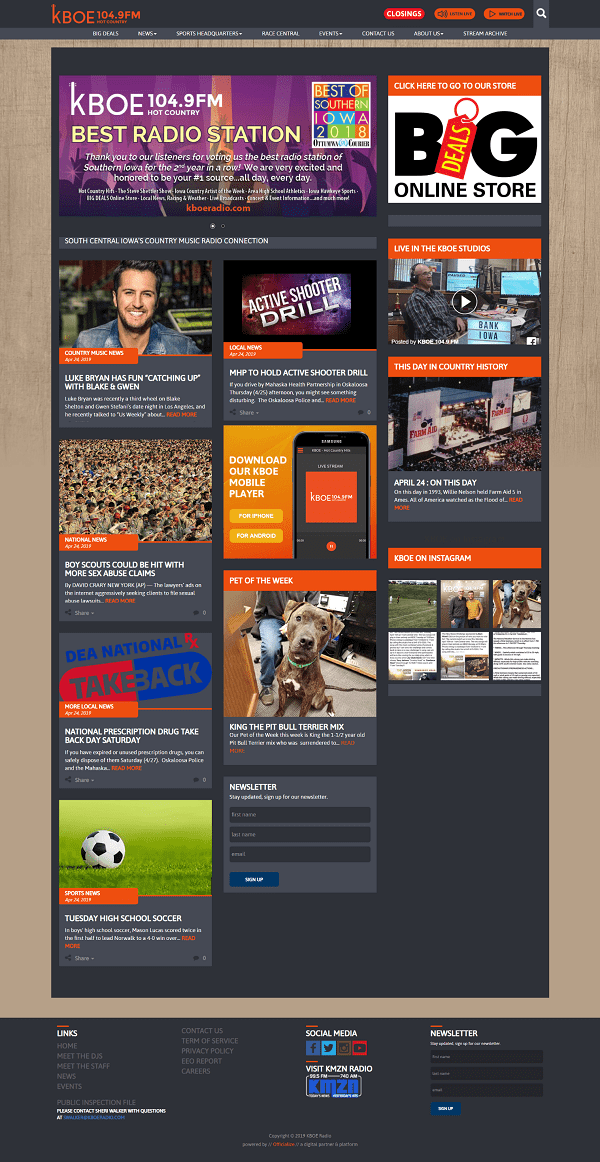 kBOE 104.9FM
HOT COUNTRY
CLOSINGS
LISTEN LIVE
WATCH LIVE
BIG DEALS
NEWS
SPORTS HEADQUARTERS
RACE CENTRAL
EVENTS
CONTACT US
ABOUT US
STREAM ARCHIVE
kBOE 104.9FM
HOT COUNTRY
BEST OF
SOUTHERN
IOWA
2018
OTTUMWA COURIER
BEST RADIO STATION
Thank you to our listeners for voting us the best radio station of
Southern Iowa for the 2nd year in a row! We are very excited and
honored to be your #1 source...all day, every day.
Hot Country Hits - The Steve Shettler Show - Iowa Country Artist of the Week - Area High School Athletics - Iowa Hawkeye Sports -
BIG DEALS Online Store - Local News, Racing & Weather - Live Broadcasts - Concert & Event Information...and much more!
kboeradio.com
SOUTH CENTRAL IOWA'S COUNTRY MUSIC RADIO CONNECTION
COUNTRY MUSIC NEWS
Apr 24, 2019
LUKE BRYAN HAS FUN "CATCHING UP"
WITH BLAKE & GWEN
Luke Bryan was recently a third wheel on Blake
Shelton and Gwen Stefani's date night in Los Angeles, and
he recently talked to "Us Weekly" about... READ MORE
NATIONAL NEWS
Apr 24, 2019
BOY SCOUTS COULD BE HIT WITH
MORE SEX ABUSE CLAIMS
By DAVID CRARY NEW YORK (AP) — The lawyers' ads on
the internet aggressively seeking clients to file sexual
abuse lawsuits... READ MORE
Share
0
DEA NATIONAL Rx
TAKE BACK
MORE LOCAL NEWS
Apr 24, 2019
NATIONAL PRESCRIPTION DRUG TAKE
BACK DAY SATURDAY
If you have expired or unused prescription drugs, you can
safely dispose of them Saturday (4/27). Oskaloosa Police
and the Mahaska... READ MORE
Share
0
SPORTS NEWS
Apr 24, 2019
TUESDAY HIGH SCHOOL SOCCER
In boys' high school soccer, Mason Lucas scored twice in
the first half to lead Norwalk to a 4-0 win over... READ
MORE
Share
0
ACTIVE SHOOTER
DRILL
LOCAL NEWS
Apr 24, 2019
MHP TO HOLD ACTIVE SHOOTER DRILL
If you drive by Mahaska Health Partnership in Oskaloosa
Thursday (4/25) afternoon, you might see something
disturbing. The Oskaloosa Police and... READ MORE
Share
0
DOWNLOAD
OUR KBOE
MOBILE
PLAYER
FOR IPHONE
FOR ANDROID
SAMSUNG
KBOE - Hot Country Mix
LIVE STREAM
kBOE 104.9FM
PET OF THE WEEK
KING THE PIT BULL TERRIER MIX
Our Pet of the Week this week is King the 1-1/2 year old
Pit Bull Terrier mix who was surrendered to... READ
MORE
NEWSLETTER
Stay updated, sign up for our newsletter.
first name
last name
email
SIGN UP
CLICK HERE TO GO TO OUR STORE
BIG
DEALS
ONLINE STORE
LIVE IN THE KBOE STUDIOS
BANK
IOWA
Posted by KBOE 104.9 FM
THIS DAY IN COUNTRY HISTORY
FARM AID
APRIL 24 : ON THIS DAY
On this day in 1993, Willie Nelson held Farm Aid 5 in
Ames. All of America watched as the Flood of... READ
MORE
KBOE ON INSTAGRAM
LINKS
HOME
MEET THE DJS
MEET THE STAFF
NEWS
EVENTS
PUBLIC INSPECTION FILE
PLEASE CONTACT SHERI WALKER WITH QUESTIONS
AT SWALKER@KBOERADIO.COM
CONTACT US
TERM OF SERVICE
PRIVACY POLICY
EEO REPORT
CAREERS
SOCIAL MEDIA
VISIT KMZN RADIO
99.5 FM 740 AM
KMZN
TODAY'S NEWS YESTERDAY'S HITS
NEWSLETTER
Stay updated, sign up for our newsletter
first name
last name
email
SIGN UP
Copyright © 2019 KBOE Radio
powered by // a digital partner & platform